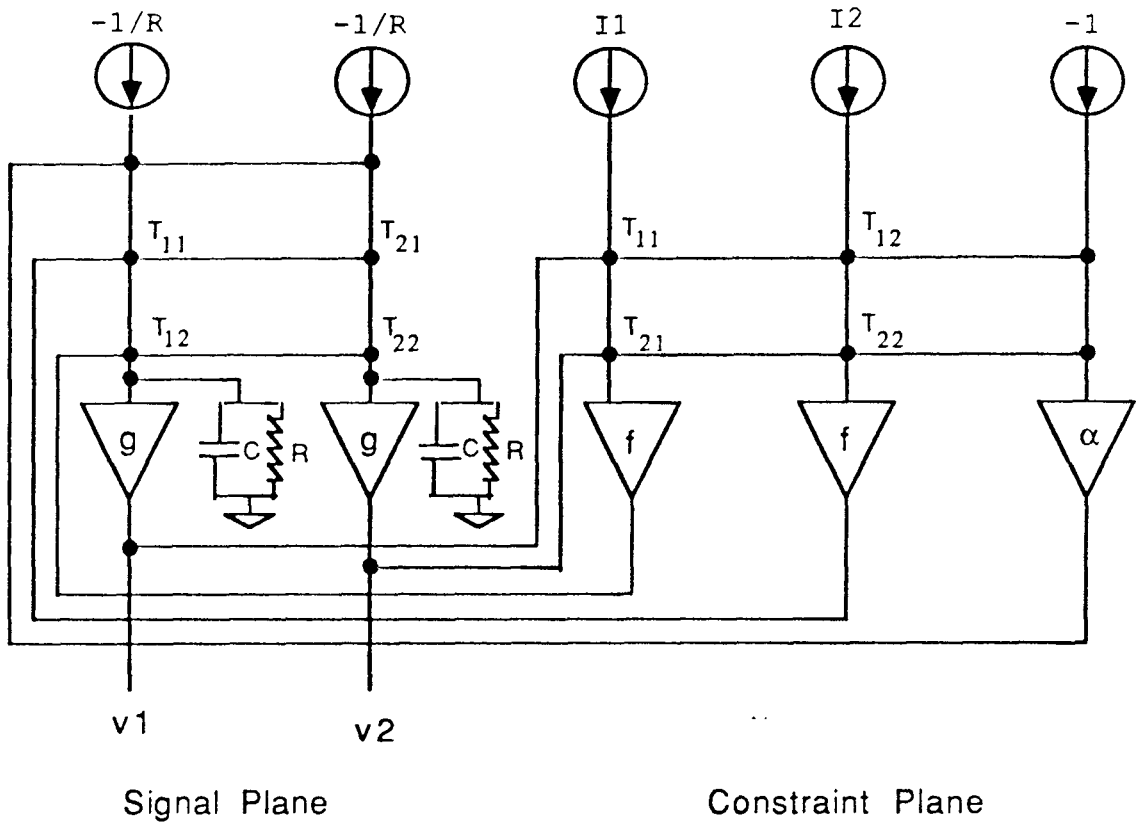 -1/R -1/R I1 I2 -1
T11 T21 T11 T12
T12 T22 T21 T22
g C R g C R f f α
v1 v2
Signal Plane Constraint Plane